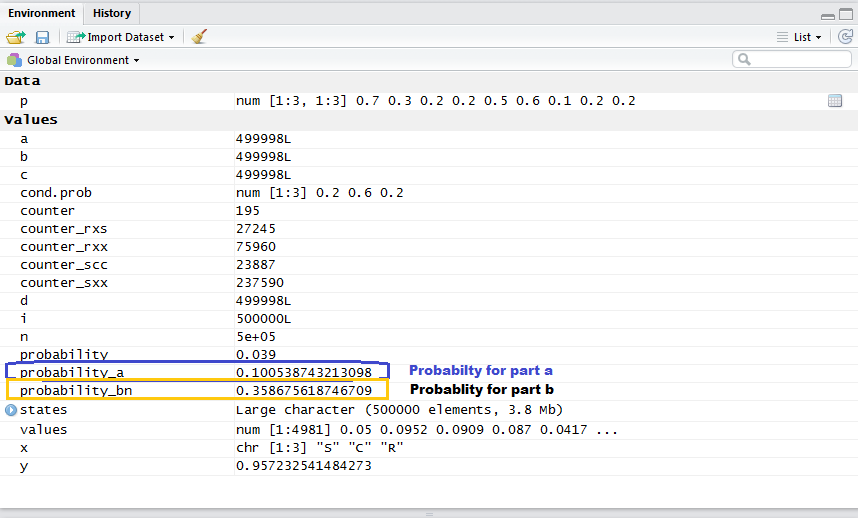 Environment History
Import Dataset List
Global Environment
Data
p num [1:3, 1:3] 0.7 0.3 0.2 0.2 0.5 0.6 0.1 0.2 0.2
Values
a 499998L
b 499998L
c 499998L
cond.prob num [1:3] 0.2 0.6 0.2
counter 195
counter_rxs 27245
counter_rxx 75960
counter_scc 23887
counter_sxx 237590
d 499998L
i 500000L
n 5e+05
probability 0.039
probability_a 0.100538743213098 Probabilty for part a
probability_bn 0.358675618746709 Probablity for part b
states Large character (500000 elements, 3.8 Mb)
values num [1:4981] 0.05 0.0952 0.0909 0.087 0.0417 ...
x chr [1:3] "S" "C" "R"
y 0.957232541484273